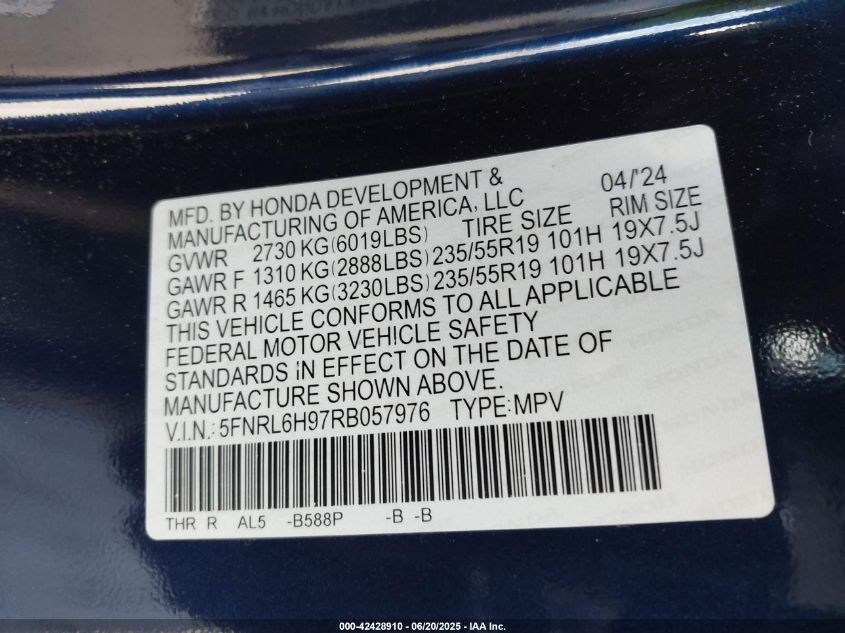 MFD. BY HONDA DEVELOPMENT & 04/'24
MANUFACTURING OF AMERICA, LLC
GVWR 2730 KG(6019LBS) TIRE SIZE RIM SIZE
GAWR F 1310 KG(2888LBS) 235/55R19 101H 19X7.5J
GAWR R 1465 KG(3230LBS) 235/55R19 101H 19X7.5J
THIS VEHICLE CONFORMS TO ALL APPLICABLE
FEDERAL MOTOR VEHICLE SAFETY
STANDARDS IN EFFECT ON THE DATE OF
MANUFACTURE SHOWN ABOVE.
V.I.N.: 5FNRL6H97RB057976 TYPE: MPV
THR R AL5 -B588P -B -B
000-42428910 - 06/20/2025 - IAA Inc.